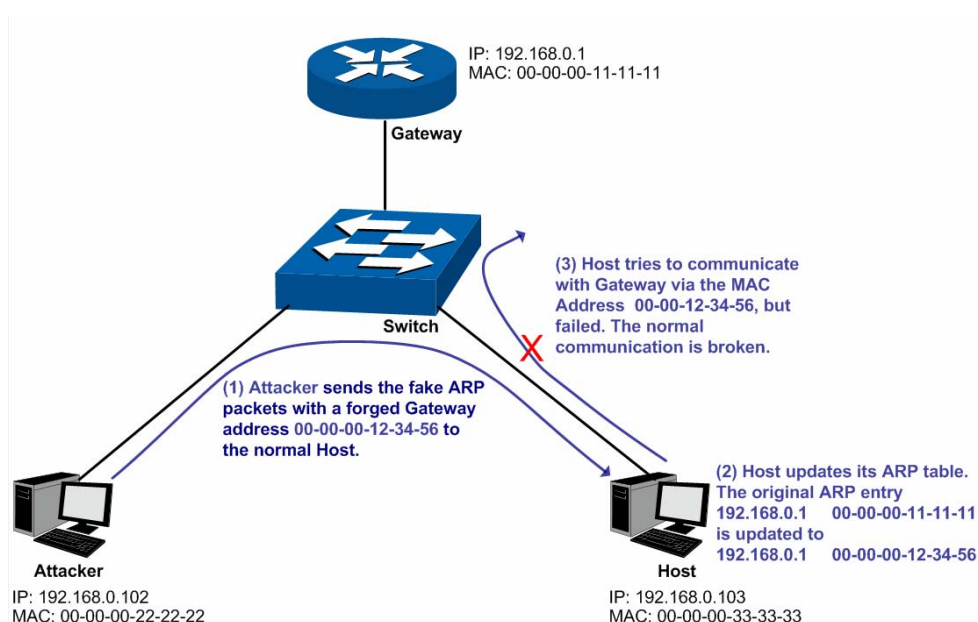 IP: 192.168.0.1
MAC: 00-00-00-11-11-11
Gateway
Switch
(3) Host tries to communicate
with Gateway via the MAC
Address 00-00-12-34-56, but
failed. The normal
communication is broken.
X
(1) Attacker sends the fake ARP
packets with a forged Gateway
address 00-00-00-12-34-56 to
the normal Host.
(2) Host updates its ARP table.
The original ARP entry
192.168.0.1 00-00-00-11-11-11
is updated to
192.168.0.1 00-00-00-12-34-56
Attacker
IP: 192.168.0.102
MAC: 00-00-00-22-22-22
Host
IP: 192.168.0.103
MAC: 00-00-00-33-33-33